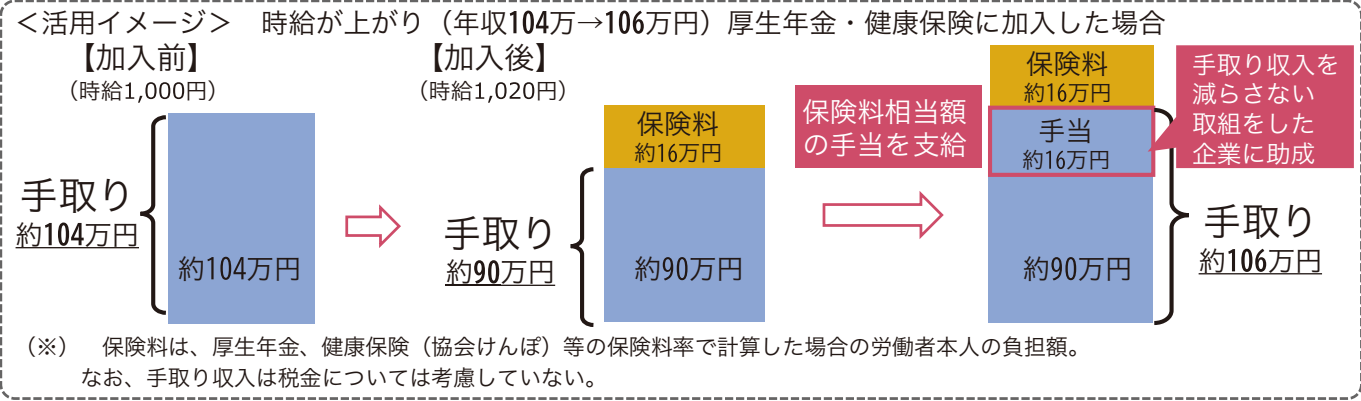 ＜活用イメージ＞　時給が上がり（年収104万→106万円）厚生年金・健康保険に加入した場合
【加入前】
（時給1,000円）
手取り
約104万円
約104万円
【加入後】
（時給1,020円）
保険料
約16万円
手取り
約90万円
約90万円
保険料相当額
の手当を支給
保険料
約16万円
手当
約16万円
約90万円
手取り収入を
減らさない
取組をした
企業に助成
手取り
約106万円
（※）　保険料は、厚生年金、健康保険（協会けんぽ）等の保険料率で計算した場合の労働者本人の負担額。
なお、手取り収入は税金については考慮していない。